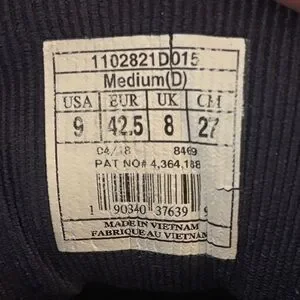 1102821D015
Medium(D)
USA EUR UK CM
9 42.5 8 27
04/18 8469
PAT NO# 4,364,188
1 90340 37639
MADE IN VIETNAM
FABRIQUE AU VIETNAM